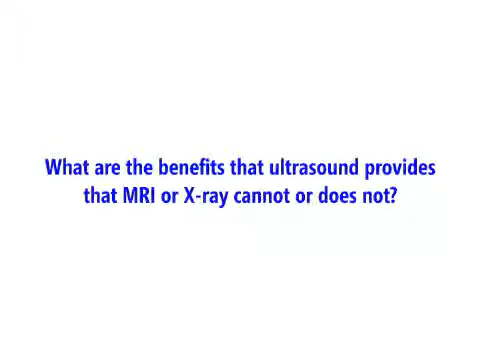 What are the benefits that ultrasound provides
that MRI or X-ray cannot or does not?